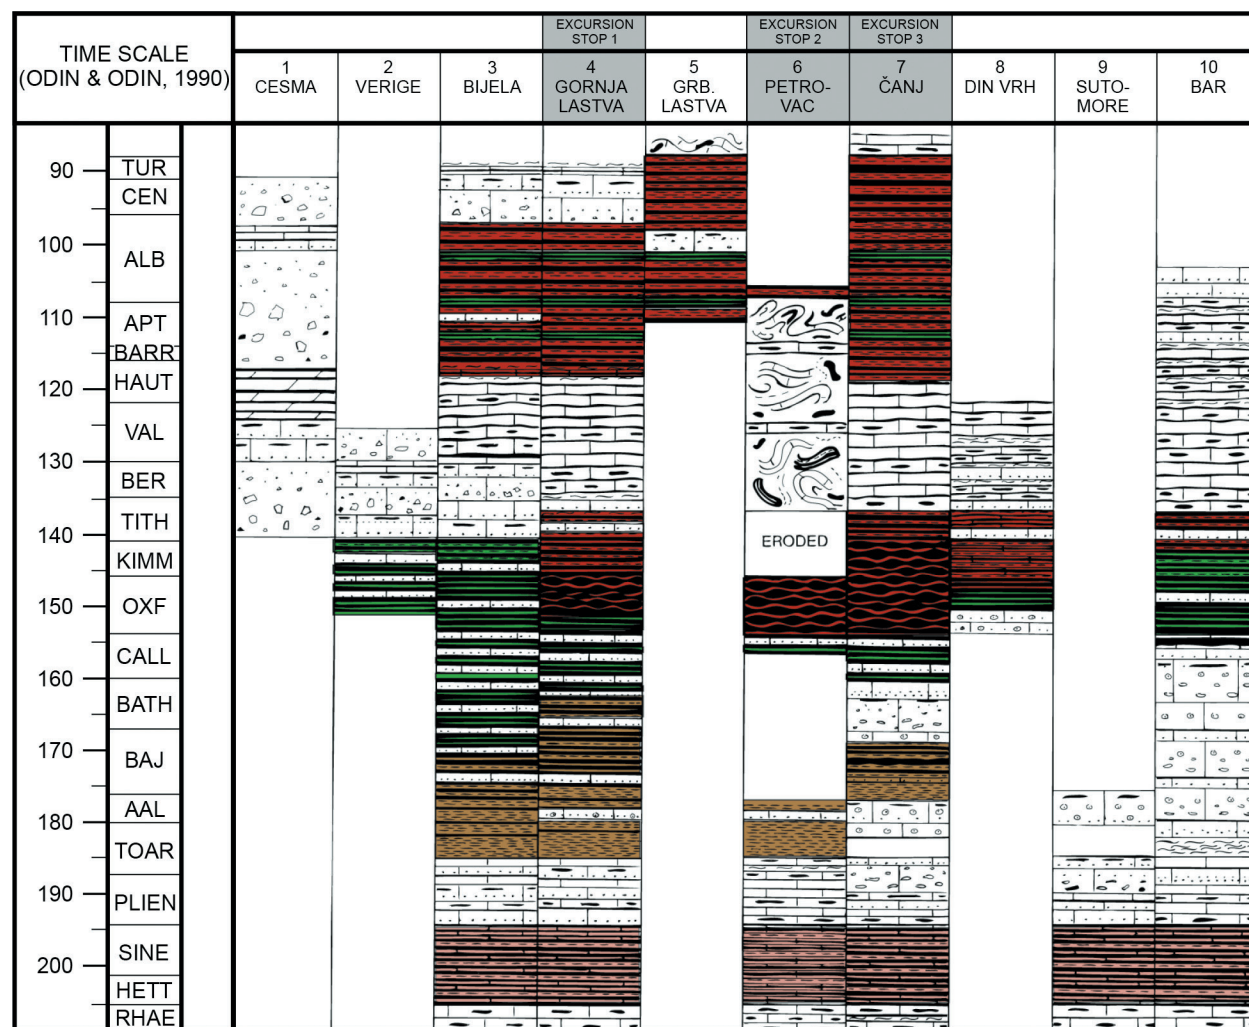 EXCURSION
STOP 1
EXCURSION
STOP 2
EXCURSION
STOP 3
TIME SCALE
(ODIN & ODIN, 1990)
1
CESMA
2
VERIGE
3
BIJELA
4
GORNJA
LASTVA
5
GRB.
LASTVA
6
PETRO-
VAC
7
ČANJ
8
DIN VRH
9
SUTO-
MORE
10
BAR
90
TUR
CEN
100
ALB
110
APT
BARR
120
HAUT
VAL
130
BER
TITH
140
ERODED
KIMM
150
OXF
CALL
160
BATH
170
BAJ
AAL
180
TOAR
190
PLIEN
SINE
200
HETT
RHAE